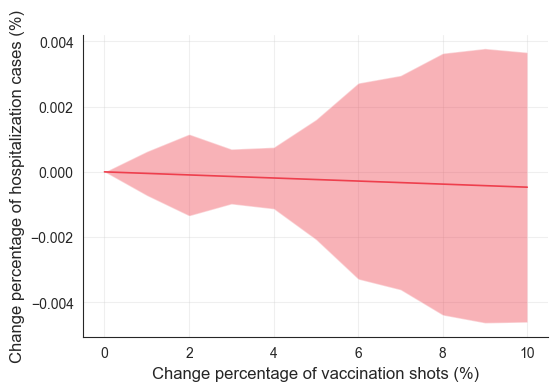 Change percentage of hospitalization cases (%)
0.004
0.002
0.000
−0.002
−0.004
0 2 4 6 8 10
Change percentage of vaccination shots (%)